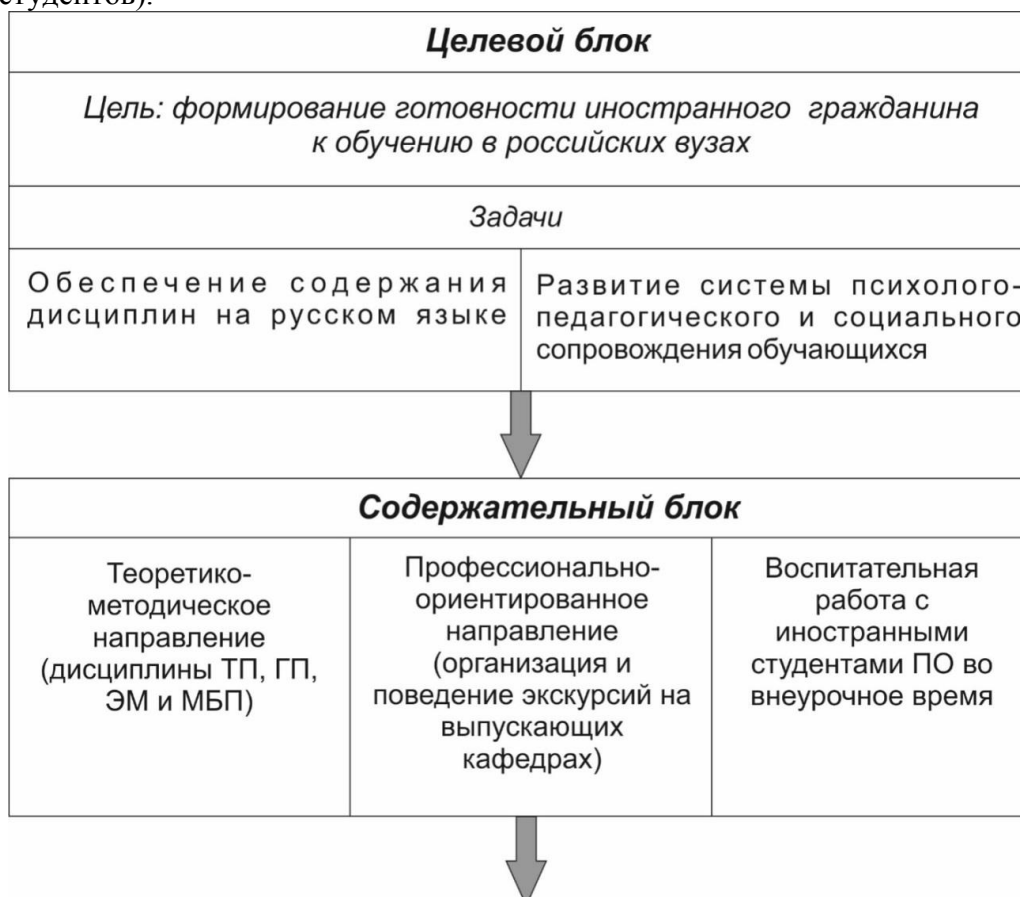 студентов).
Целевой блок
Цель: формирование готовности иностранного гражданина
к обучению в российских вузах
Задачи
Обеспечение содержания
дисциплин на русском языке
Развитие системы психолого-
педагогического и социального
сопровождения обучающихся
Содержательный блок
Теоретико-
методическое
направление
(дисциплины ТП, ГП,
ЭМ и МБП)
Профессионально-
ориентированное
направление
(организация и
поведение экскурсий на
выпускающих
кафедрах)
Воспитательная
работа с
иностранными
студентами ПО во
внеурочное время